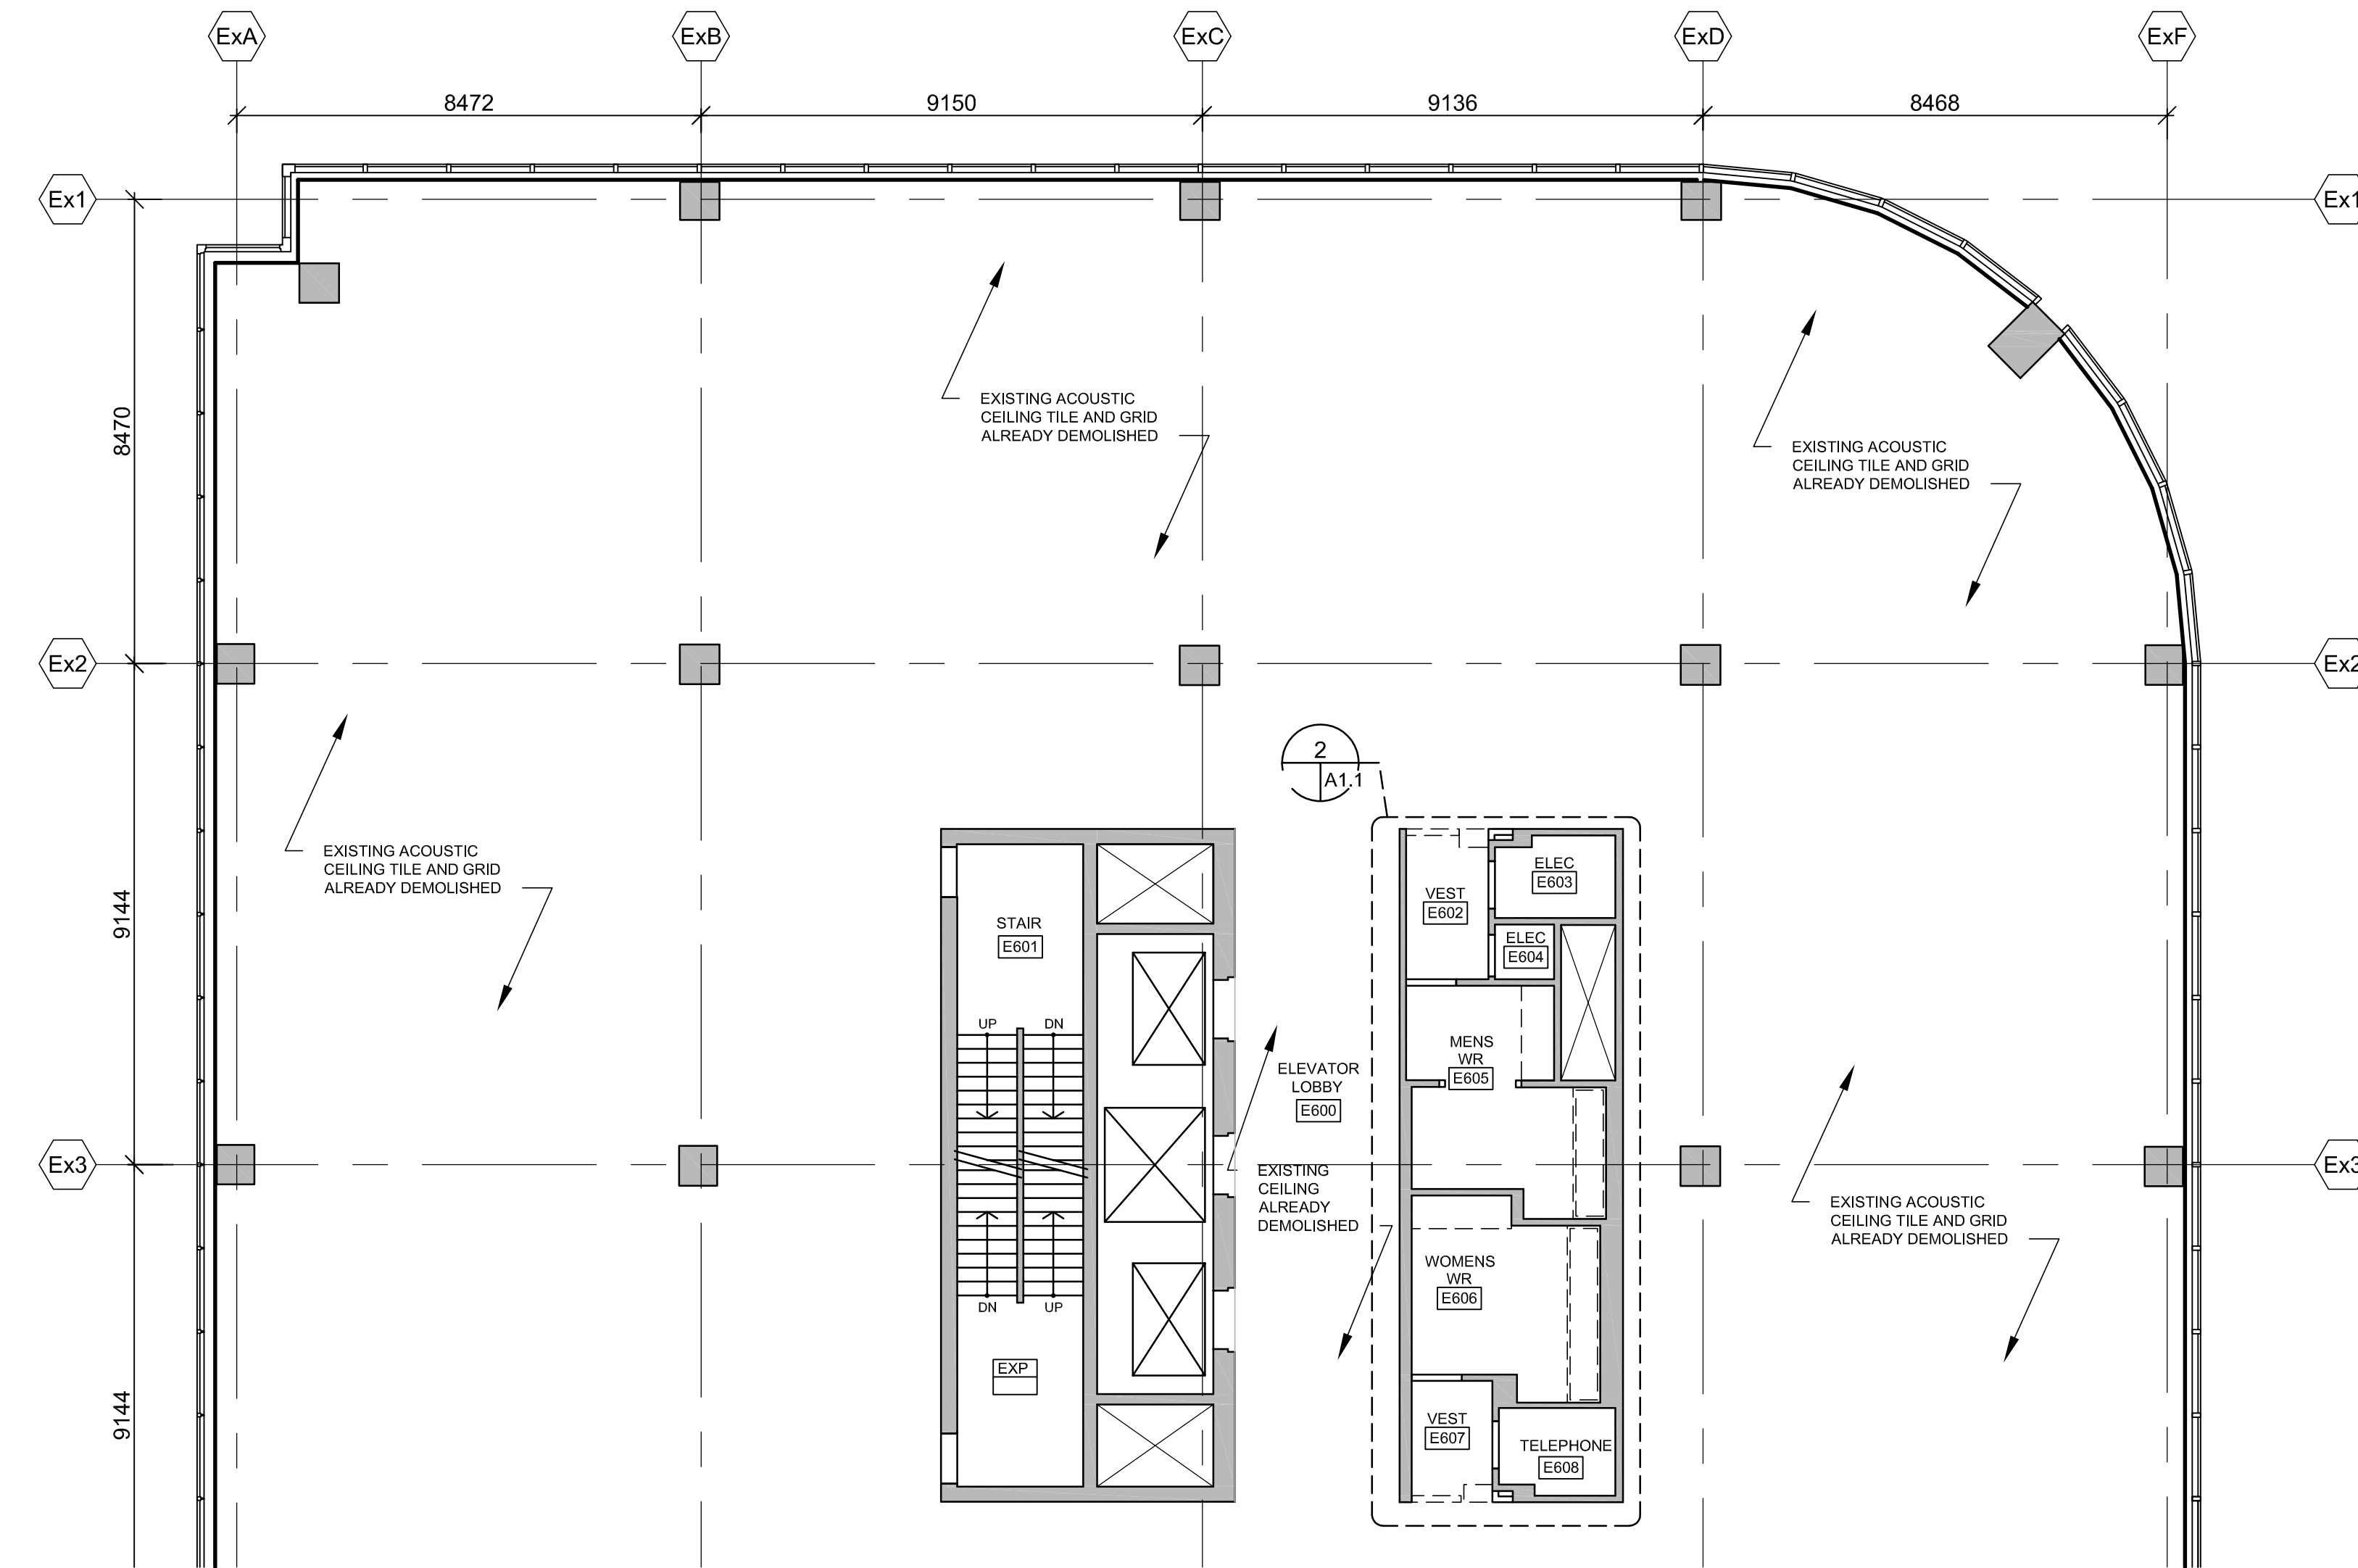 ExA
ExB
ExC
ExD
ExF
8472
9150
9136
8468
Ex1
Ex1
8470
EXISTING ACOUSTIC
CEILING TILE AND GRID
ALREADY DEMOLISHED
EXISTING ACOUSTIC
CEILING TILE AND GRID
ALREADY DEMOLISHED
Ex2
Ex2
2
A1.1
9144
EXISTING ACOUSTIC
CEILING TILE AND GRID
ALREADY DEMOLISHED
STAIR
E601
UP
DN
VEST
E602
ELEC
E603
ELEC
E604
MENS
WR
E605
ELEVATOR
LOBBY
E600
Ex3
Ex3
EXISTING
CEILING
ALREADY
DEMOLISHED
EXISTING ACOUSTIC
CEILING TILE AND GRID
ALREADY DEMOLISHED
WOMENS
WR
E606
DN
UP
EXP
9144
VEST
E607
TELEPHONE
E608